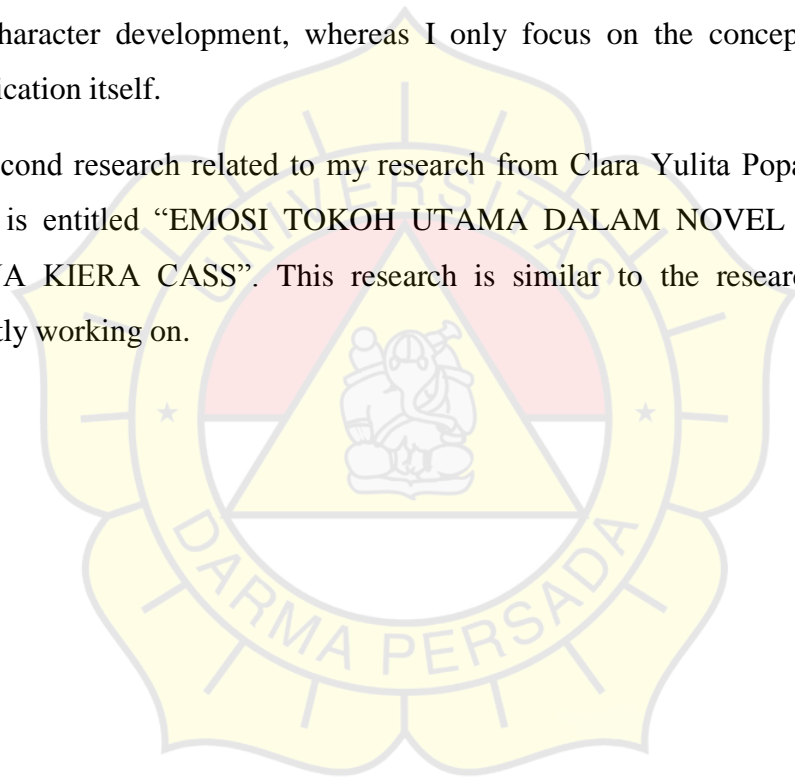 haracter development, whereas I only focus on the concep
ication itself.
cond research related to my research from Clara Yulita Popa
is entitled “EMOSI TOKOH UTAMA DALAM NOVEL
A KIERA CASS”. This research is similar to the resear
tly working on.
UNIVERSITAS
DARMA PERSADA